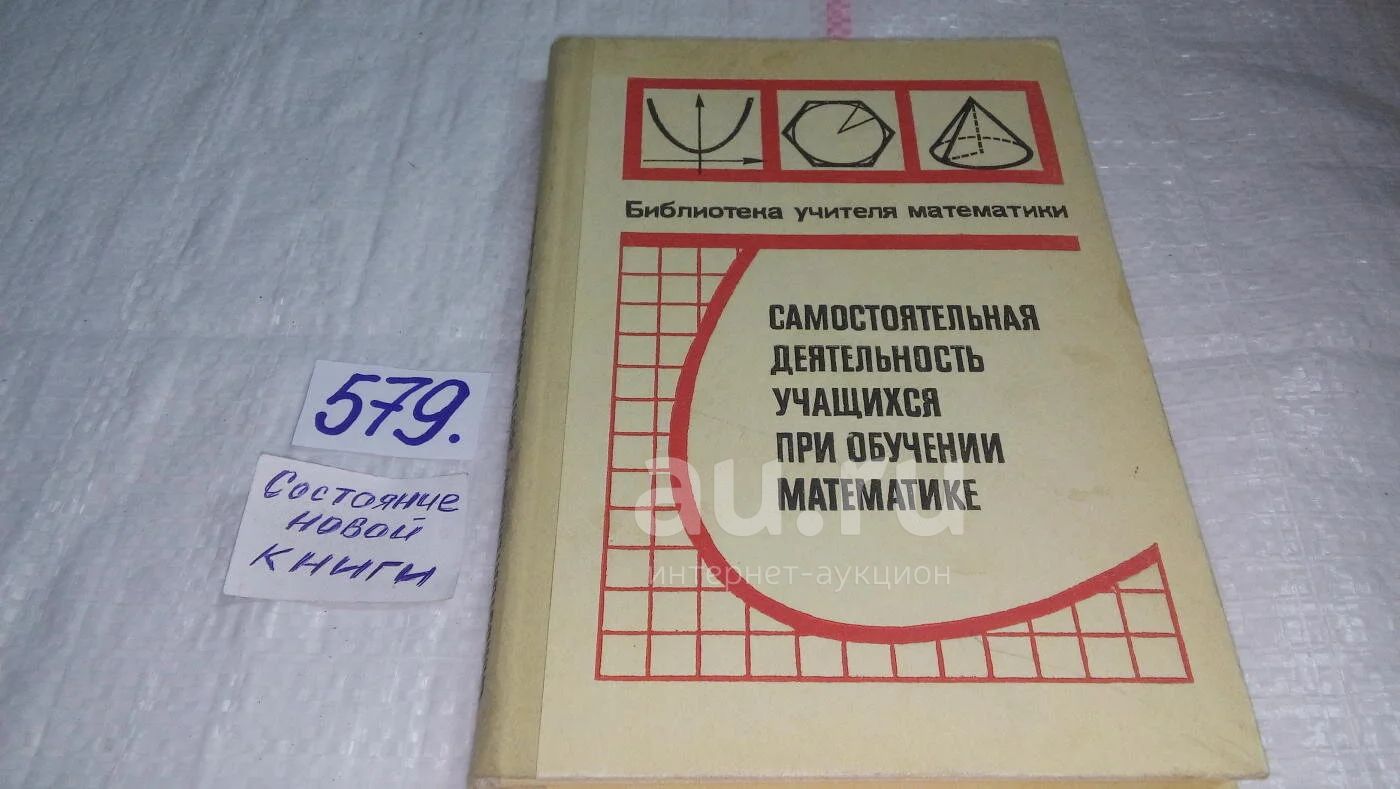 Библиотека учителя математики
САМОСТОЯТЕЛЬНАЯ
ДЕЯТЕЛЬНОСТЬ
УЧАЩИХСЯ
ПРИ ОБУЧЕНИИ
МАТЕМАТИКЕ
579.
Состояние
новой
книги
au.ru
интернет-аукцион